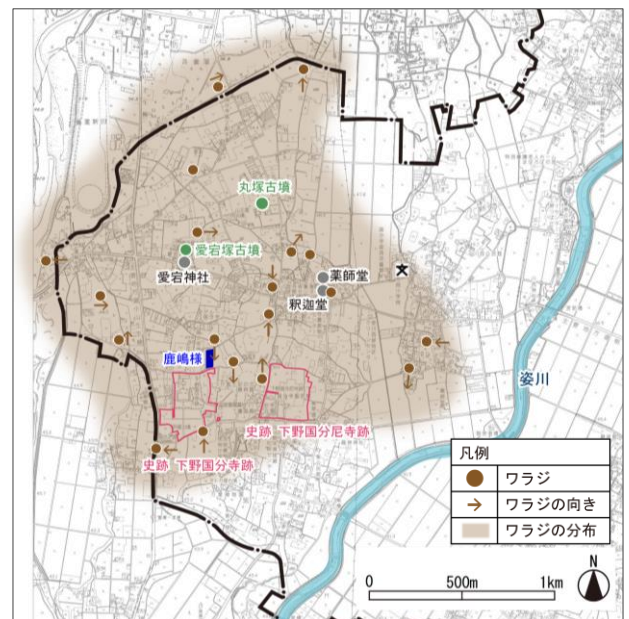 丸塚古墳
愛宕塚古墳
愛宕神社
薬師堂
釈迦堂
鹿嶋様
姿川
史跡 下野国分尼寺跡
史跡 下野国分寺跡
凡例
ワラジ
ワラジの向き
ワラジの分布
N
0 500m 1km